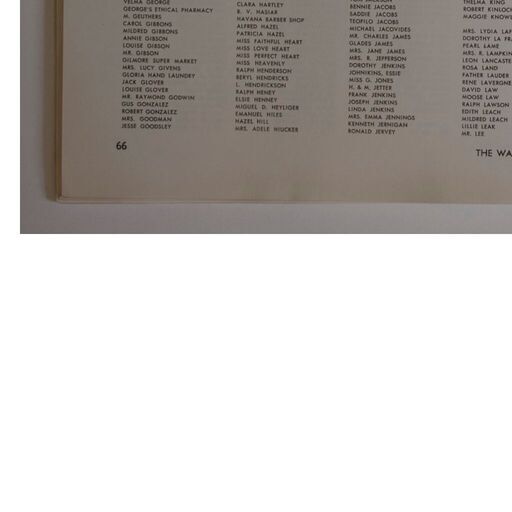 VELMA GEORGE
GEORGE'S ETHICAL PHARMACY
M. GEUTHERS
CAROL GIBBONS
MILDRED GIBBONS
ANNIE GIBSON
LOUISE GIBSON
MR. GIBSON
GILMORE SUPER MARKET
MRS. LUCY GIVENS
GLORIA HAND LAUNDRY
JACK GLOVER
LOUISE GLOVER
MR. RAYMOND GODWIN
GUS GONZALEZ
ROBERT GONZALEZ
MRS. GOODMAN
JESSE GOODSLEY
CLARA HARTLEY
B. V. HASIAR
HAVANA BARBER SHOP
ALFRED HAZEL
PATRICIA HAZEL
MISS FAITHFUL HEART
MISS LOVE HEART
MISS PERFECT HEART
MISS HEAVENLY
RALPH HENDERSON
BERYL HENDRICKS
L. HENDRICKSON
RALPH HENEY
ELSIE HENNEY
MIGUEL D. HEYLIGER
EMANUEL HILES
HAZEL HILL
MRS. ADELE HIUCKER
BENNIE JACOBS
SADDIE JACOBS
TEOFILO JACOBS
MICHAEL JACOVIDES
MR. CHARLES JAMES
GLADES JAMES
MRS. JANE JAMES
MRS. R. JEFFERSON
DOROTHY JENKINS
JOHNIKINS, ESSIE
MISS G. JONES
H. & M. JETTER
FRANK JENKINS
JOSEPH JENKINS
LINDA JENKINS
MRS. EMMA JENNINGS
KENNETH JERNIGAN
RONALD JERVEY
THELMA KING
ROBERT KINLOC
MAGGIE KNOWL
MRS. LYDIA LAF
DOROTHY LA FR
PEARL LAME
MRS. R. LAMPKIN
LEON LANCASTE
ROSA LAND
FATHER LAUDER
RENE LAVERGNE
DAVID LAW
MOOSE LAW
RALPH LAWSON
EDITH LEACH
MILDRED LEACH
LILLIE LEAK
MR. LEE
66
THE WA